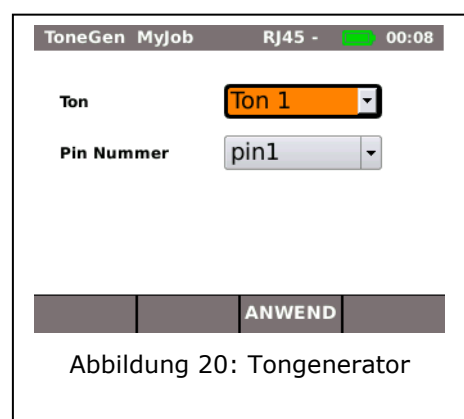 ToneGen MyJob RJ45 - 00:08
Ton Ton 1
Pin Nummer pin1
ANWEND
Abbildung 20: Tongenerator